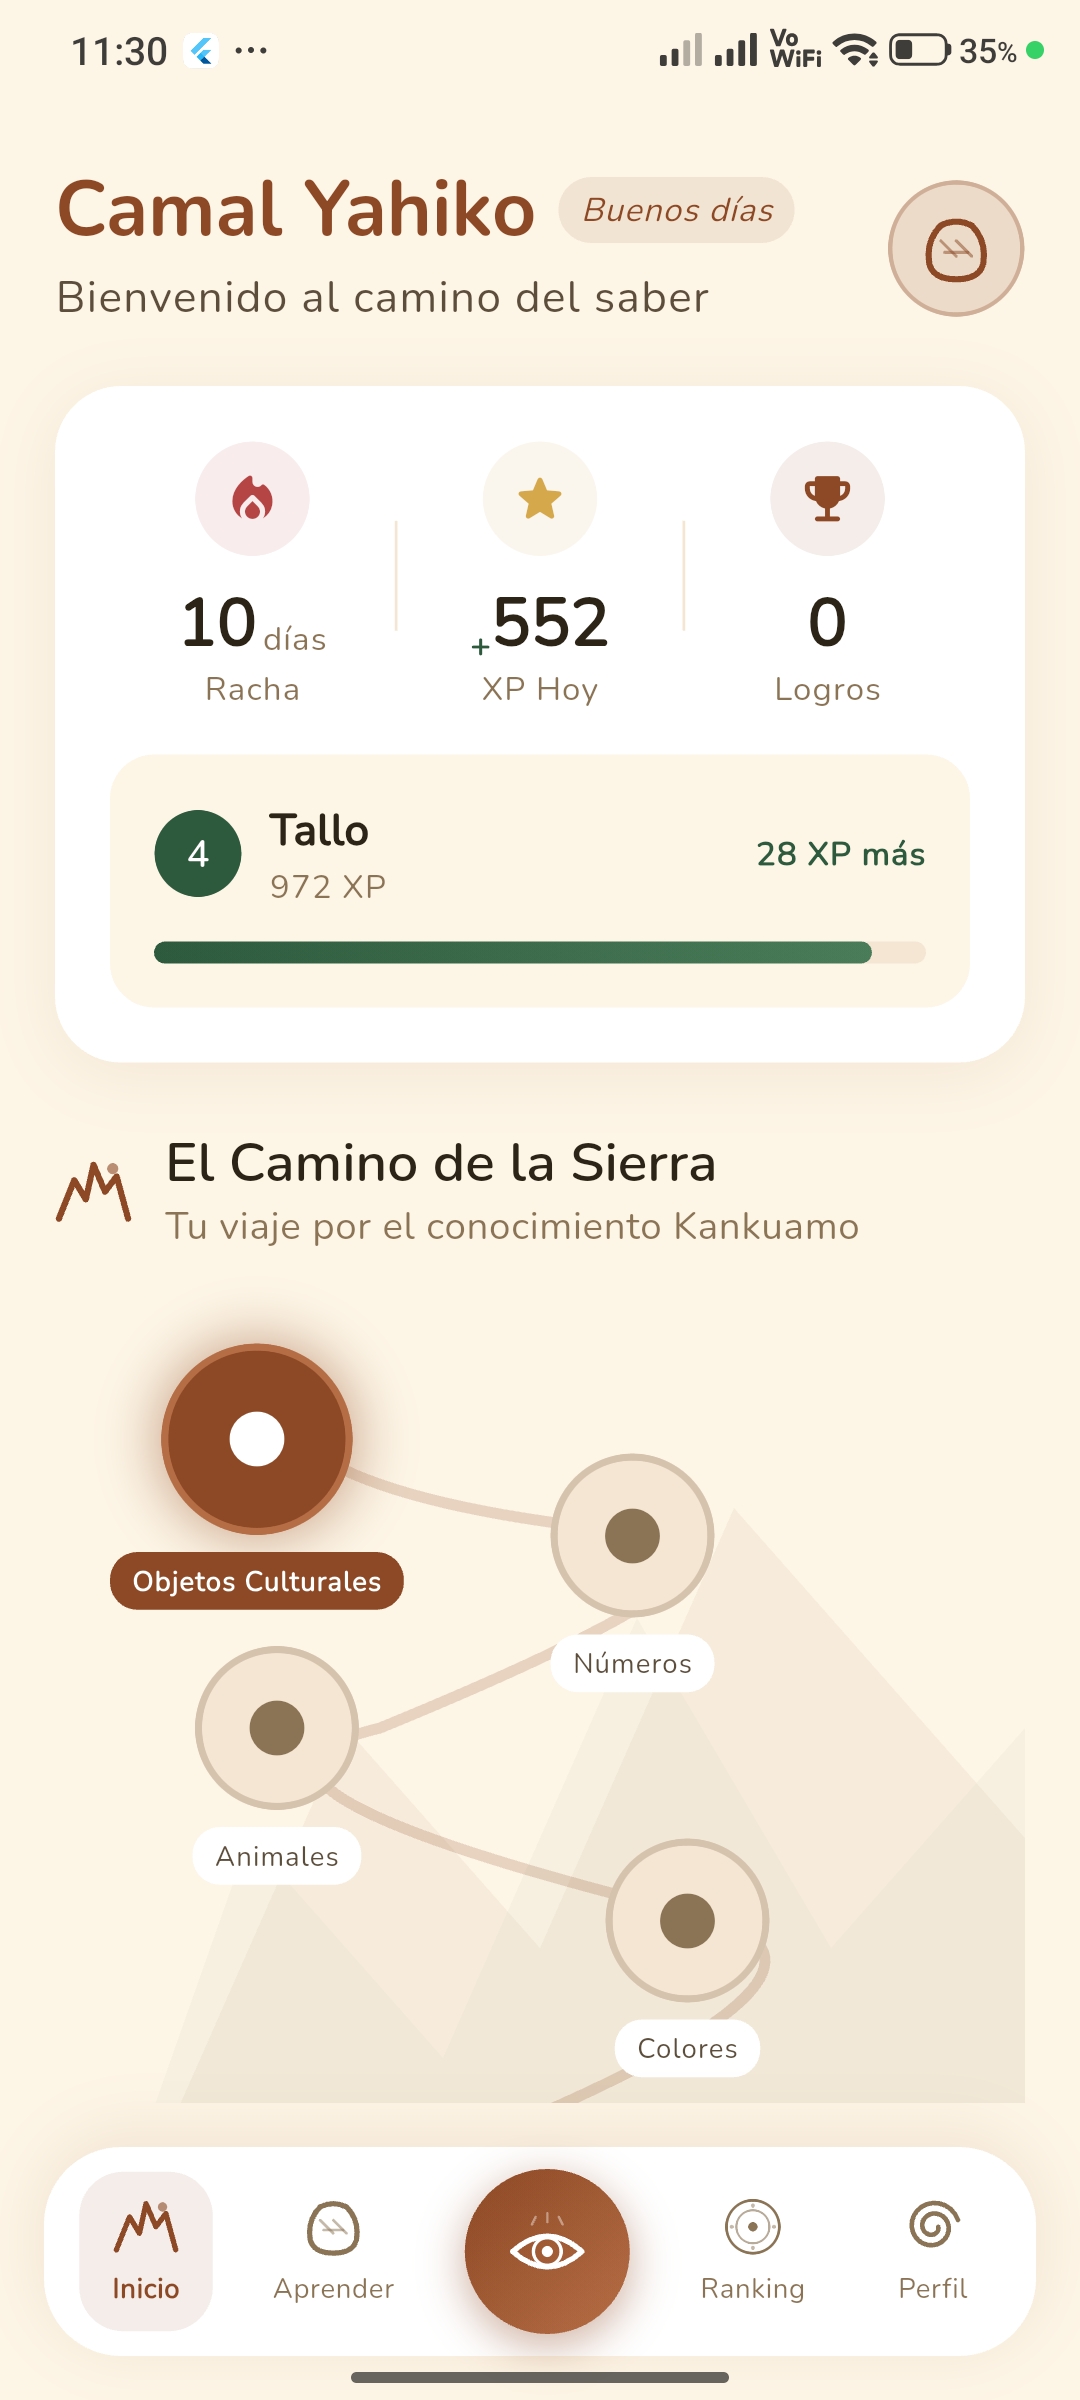 11:30
Vo
WiFi
35%
Camal Yahiko
Buenos días
Bienvenido al camino del saber
10 días
+552
0
Racha
XP Hoy
Logros
4
Tallo
972 XP
28 XP más
El Camino de la Sierra
Tu viaje por el conocimiento Kankuamo
Objetos Culturales
Números
Animales
Colores
Inicio
Aprender
Ranking
Perfil